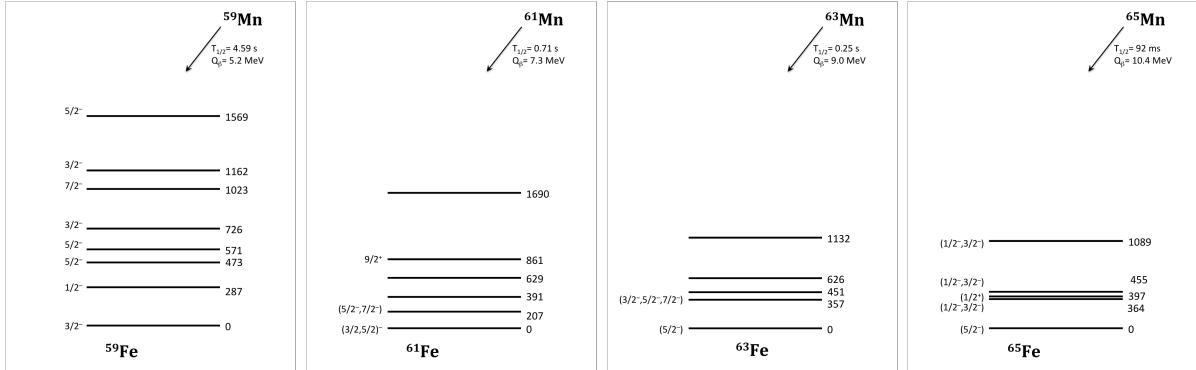 ⁵⁹Mn
T₁/₂= 4.59 s
Qβ= 5.2 MeV
5/2⁻ 1569
3/2⁻ 1162
7/2⁻ 1023
3/2⁻ 726
5/2⁻ 571
5/2⁻ 473
1/2⁻ 287
3/2⁻ 0
⁵⁹Fe
⁶¹Mn
T₁/₂= 0.71 s
Qβ= 7.3 MeV
1690
9/2⁺ 861
629
391
(5/2⁻,7/2⁻) 207
(3/2,5/2)⁻ 0
⁶¹Fe
⁶³Mn
T₁/₂= 0.25 s
Qβ= 9.0 MeV
1132
626
451
(3/2⁻,5/2⁻,7/2⁻) 357
(5/2⁻) 0
⁶³Fe
⁶⁵Mn
T₁/₂= 92 ms
Qβ= 10.4 MeV
(1/2⁻,3/2⁻) 1089
(1/2⁻,3/2⁻) 455
(1/2⁺) 397
(1/2⁻,3/2⁻) 364
(5/2⁻) 0
⁶⁵Fe